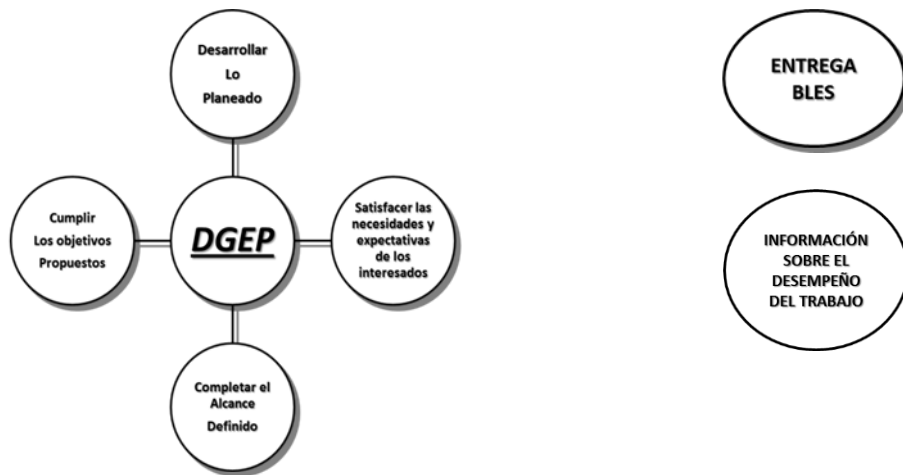 Desarrollar
Lo
Planeado
ENTREGA
BLES
Cumplir
Los objetivos
Propuestos
DGEP
Satisfacer las
necesidades y
expectativas
de los
interesados
INFORMACIÓN
SOBRE EL
DESEMPEÑO
DEL TRABAJO
Completar el
Alcance
Definido